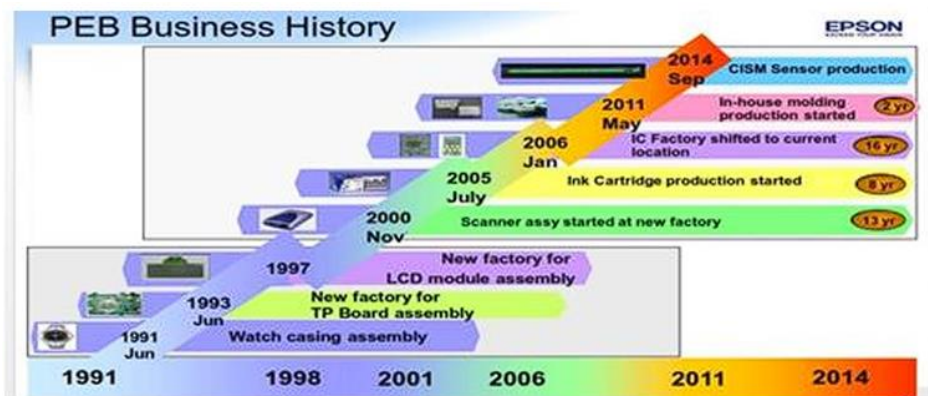 PEB Business History
EPSON
EXCEED YOUR VISION
2014
Sep
CISM Sensor production
2011
May
In-house molding
production started
2 yr
2006
Jan
IC Factory shifted to current
location
16 yr
2005
July
Ink Cartridge production started
8 yr
2000
Nov
Scanner assy started at new factory
13 yr
1997
New factory for
LCD module assembly
1993
Jun
New factory for
TP Board assembly
1991
Jun
Watch casing assembly
1991 1998 2001 2006 2011 2014